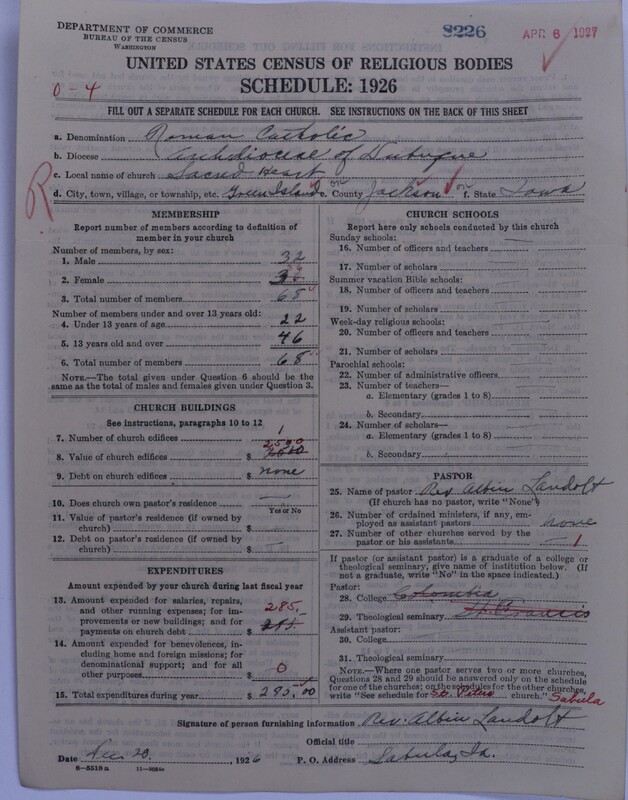 DEPARTMENT OF COMMERCE
BUREAU OF THE CENSUS
WASHINGTON
8226
APR 6 1927
UNITED STATES CENSUS OF RELIGIOUS BODIES
SCHEDULE: 1926
0-4
FILL OUT A SEPARATE SCHEDULE FOR EACH CHURCH. SEE INSTRUCTIONS ON THE BACK OF THIS SHEET
a. Denomination Roman Catholic
b. Diocese Archdiocese of Dubuque
c. Local name of church Sacred Heart
d. City, town, village, or township, etc. Green Island e. County Jackson f. State Iowa
R
MEMBERSHIP
Report number of members according to definition of
member in your church
Number of members, by sex:
1. Male 32
2. Female
3. Total number of members 68
Number of members under and over 13 years old:
4. Under 13 years of age 22
5. 13 years old and over 46
6. Total number of members 68
NOTE.—The total given under Question 6 should be
same as the total of males and females given under Question 3.
CHURCH BUILDINGS
See instructions, paragraphs 10 to 12
7. Number of church edifices 1
2500
8. Value of church edifices $
9. Debt on church edifices $ none
10. Does church own pastor's residence
Yes or No
11. Value of pastor's residence (if owned by
church) $
12. Debt on pastor's residence (if owned by
church) $
EXPENDITURES
Amount expended by your church during last fiscal year
13. Amount expended for salaries, repairs,
and other running expenses; for im-
provements or new buildings; and for
payments on church debt $
285.
14. Amount expended for benevolences,
including home and foreign missions; for
denominational support; and for all
other purposes $ 0
15. Total expenditures during year $ 285.00
CHURCH SCHOOLS
Report here only schools conducted by this church
Sunday schools:
16. Number of officers and teachers
17. Number of scholars
Summer vacation Bible schools:
18. Number of officers and teachers
19. Number of scholars
Week-day religious schools:
20. Number of officers and teachers
21. Number of scholars
Parochial schools:
22. Number of administrative officers
23. Number of teachers—
a. Elementary (grades 1 to 8)
b. Secondary
24. Number of scholars—
a. Elementary (grades 1 to 8)
b. Secondary
PASTOR
25. Name of pastor Rev Albin Landolt
(If church has no pastor, write "None")
26. Number of ordained ministers, if any, em-
ployed as assistant pastors none
27. Number of other churches served by the
pastor or his assistants 1
If pastor (or assistant pastor) is a graduate of a college or
theological seminary, give name of institution below. (If
not a graduate, write "No" in the space indicated.)
Pastor:
28. College Columbia
29. Theological seminary St. Francis
Assistant pastor:
30. College
31. Theological seminary
NOTE.—Where one pastor serves two or more churches,
Questions 28 and 29 should be answered only on the schedule
for one of the churches; on the schedules for the other churches,
write "See schedule for St. Peters church." Sabula
Signature of person furnishing information Rev. Albin Landolt
Official title
Date Dec. 20, 1926 P. O. Address Sabula, Ia.
8—5518a 11—9084